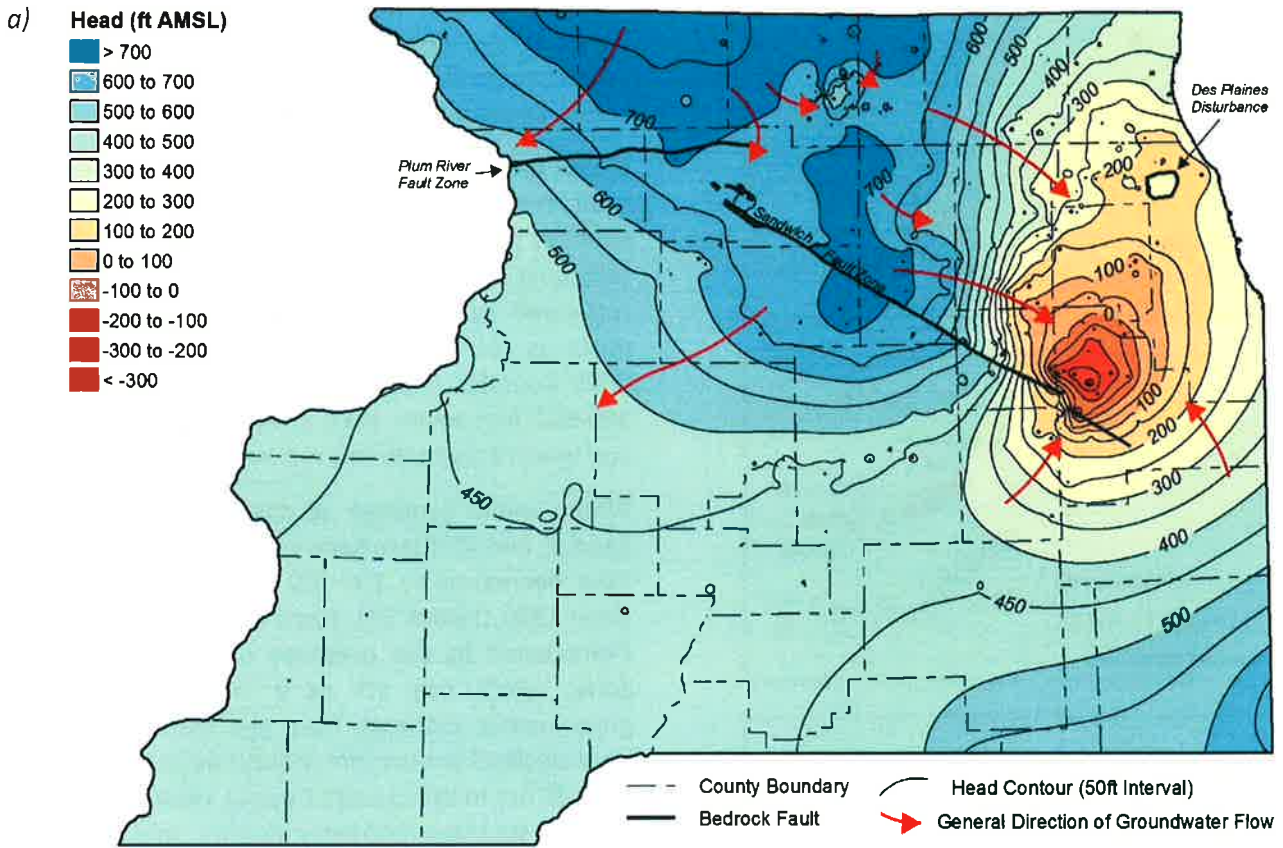 a)
Head (ft AMSL)
> 700
600 to 700
500 to 600
400 to 500
300 to 400
200 to 300
100 to 200
0 to 100
-100 to 0
-200 to -100
-300 to -200
< -300
600
500
400
300
Des Plaines
Disturbance
700
Plum River
Fault Zone
200
700
600
Sandwich
Fault Zone
500
100
0
100
200
450
300
400
450
500
County Boundary
Head Contour (50ft Interval)
Bedrock Fault
General Direction of Groundwater Flow